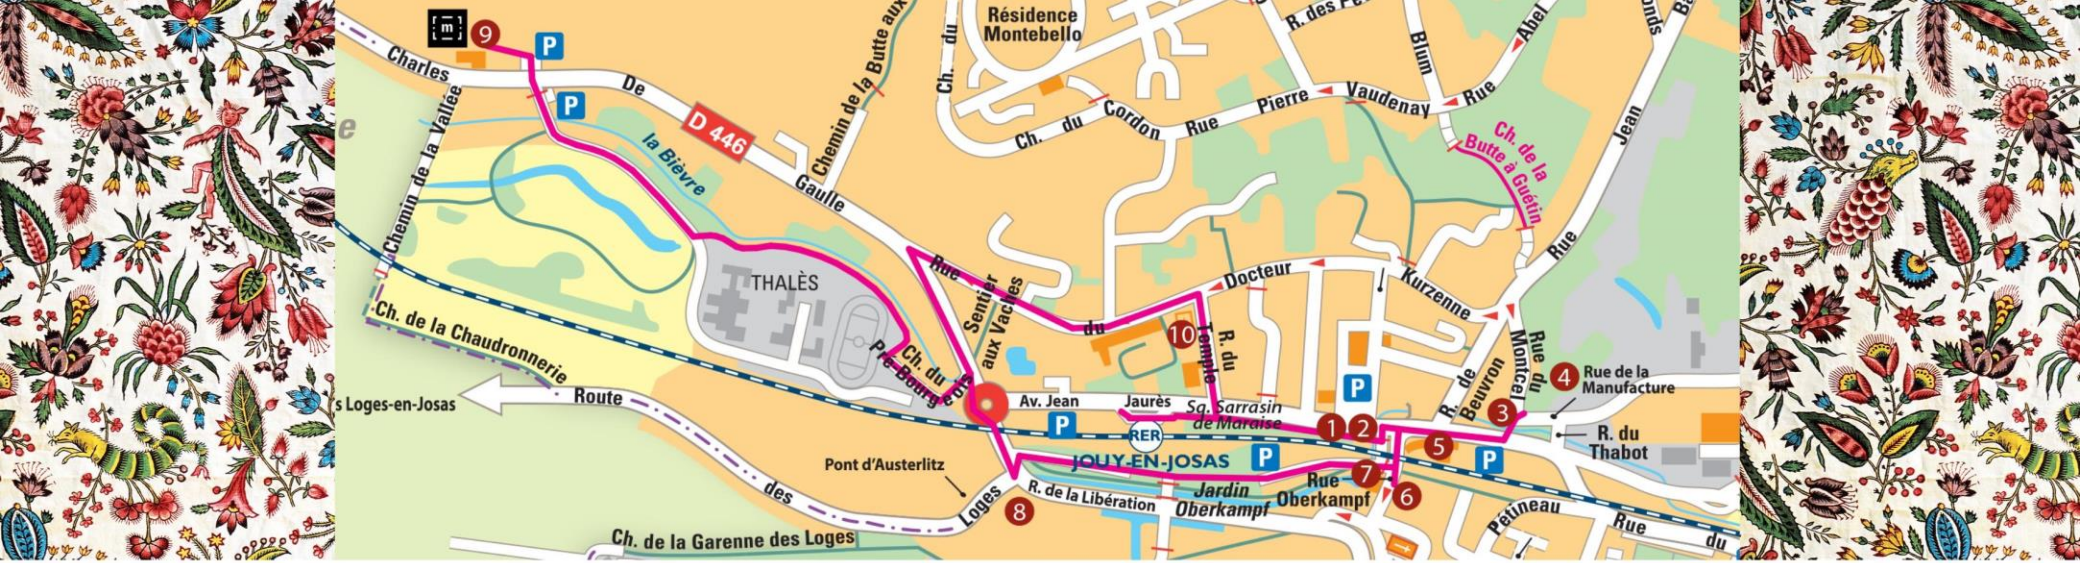 [m]
9
P
P
Charles
De
D 446
Gaulle
Chemin de la Vallée
la Bièvre
Chemin de la Butte aux
Ch. du
Résidence
Montebello
R. des
Blum
Abel
Rue
Ch. du Cordon
Rue Pierre Vaudenay
Ch. de la
Butte à Guétin
Jean
Rue
THALÈS
Rue
du
Docteur
Kurzenne
Sentier
aux Vaches
10
R. du
Temple
Ch. du
Pré-Bourgeois
Ch. de la Chaudronnerie
s Loges-en-Josas
Route
des
Loges
Av. Jean
Jaurès
P
RER
JOUY-EN-JOSAS
P
Sq. Sarrasin
de Maraise
1
2
P
R. de
Beuvron
Rue du
Montcel
3
4
Rue de la
Manufacture
5
P
R. du
Thabot
Pont d'Austerlitz
8
R. de la Libération
Jardin
Oberkampf
Rue
Oberkampf
7
6
Pétineau
Rue
du
Ch. de la Garenne des Loges